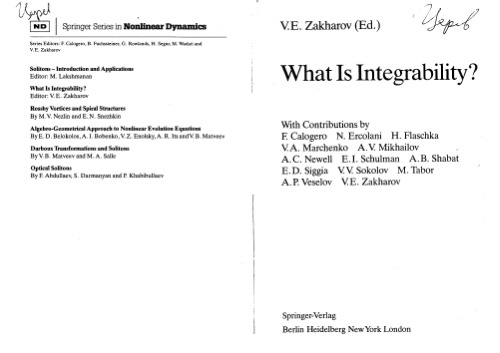 ND Springer Series in Nonlinear Dynamics
Series Editors: F. Calogero, B. Fuchssteiner, G. Rowlands, H. Segur, M. Wadati and
V.E. Zakharov
Solitons – Introduction and Applications
Editor: M. Lakshmanan
What Is Integrability?
Editor: V.E. Zakharov
Rossby Vortices and Spiral Structures
By M.V. Nezlin and E.N. Snezhkin
Algebro-Geometrical Approach to Nonlinear Evolution Equations
By E.D. Belokolos, A.I. Bobenko, V.Z. Enolsky, A.R. Its and V.B. Matveev
Darboux Transformations and Solitons
By V.B. Matveev and M.A. Salle
Optical Solitons
By F. Abdullaev, S. Darmanyan and P. Khabibullaev
V.E. Zakharov (Ed.)
What Is Integrability?
With Contributions by
F. Calogero N. Ercolani H. Flaschka
V.A. Marchenko A.V. Mikhailov
A.C. Newell E.I. Schulman A.B. Shabat
E.D. Siggia V.V. Sokolov M. Tabor
A.P. Veselov V.E. Zakharov
Springer-Verlag
Berlin Heidelberg New York London